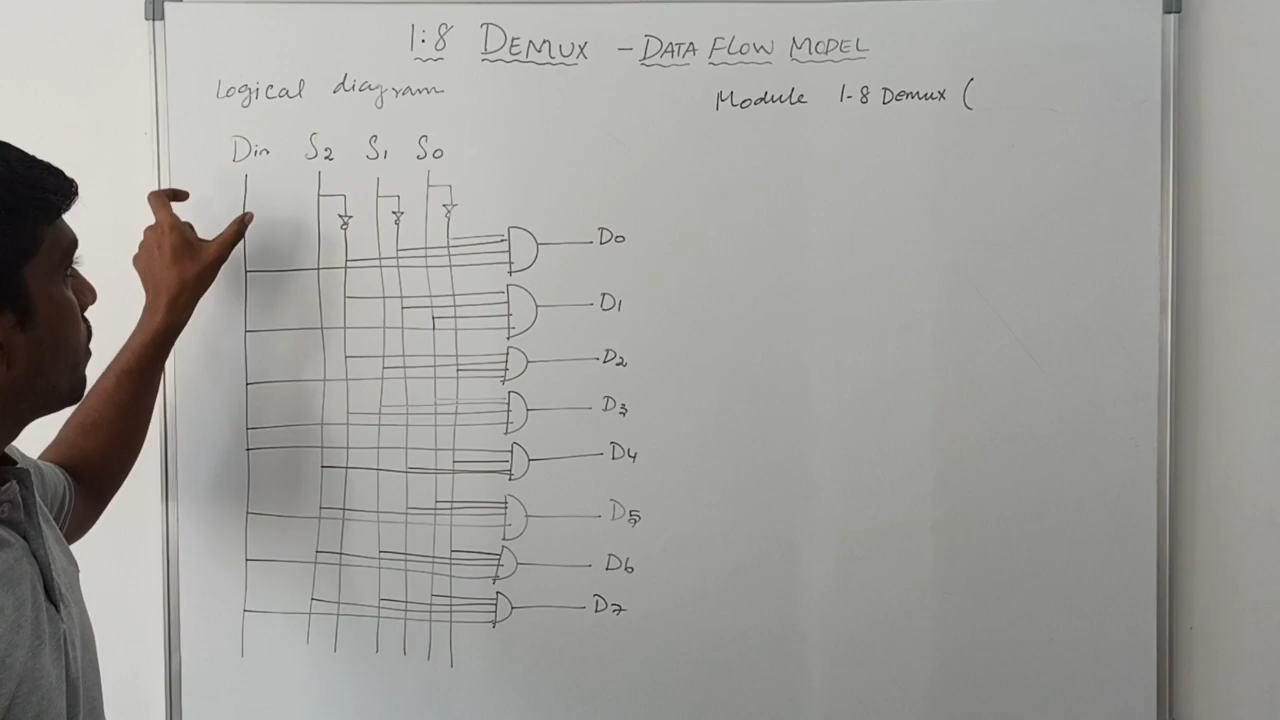 1:8 DEMUX - DATA FLOW MODEL
Logical diagram
Module 1-8 Demux (
Din S2 S1 S0
D0
D1
D2
D3
D4
D5
D6
D7